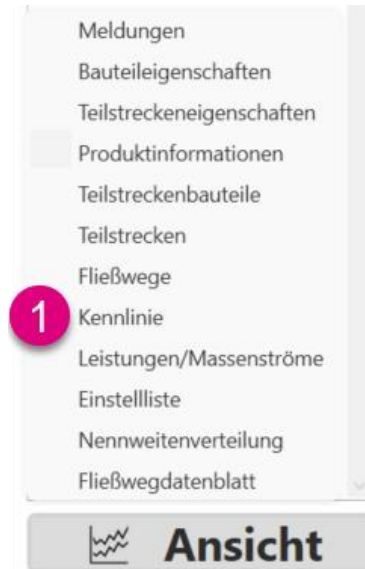 Meldungen
Bauteileigenschaften
Teilstreckeneigenschaften
Produktinformationen
Teilstreckenbauteile
Teilstrecken
Fließwege
1 Kennlinie
Leistungen/Massenströme
Einstellliste
Nennweitenverteilung
Fließwegdatenblatt
Ansicht